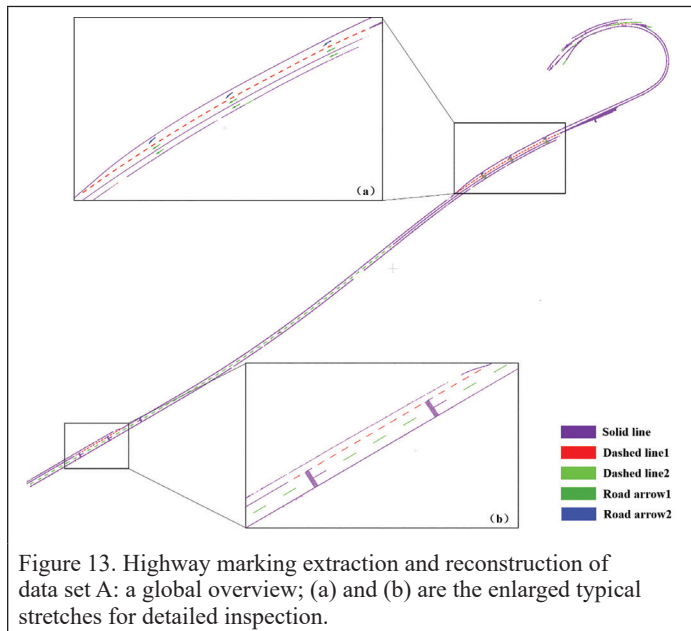 (a)
(b)
Solid line
Dashed line1
Dashed line2
Road arrow1
Road arrow2
Figure 13. Highway marking extraction and reconstruction of
data set A: a global overview; (a) and (b) are the enlarged typical
stretches for detailed inspection.